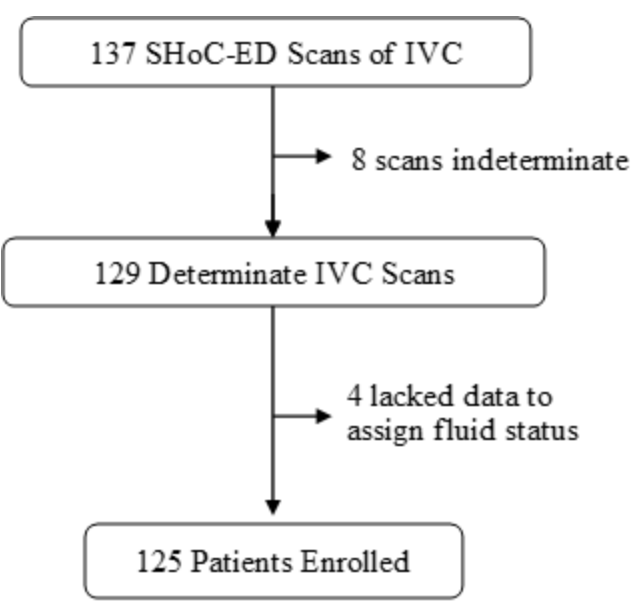 137 SHoC-ED Scans of IVC
8 scans indeterminate
129 Determinate IVC Scans
4 lacked data to
assign fluid status
125 Patients Enrolled